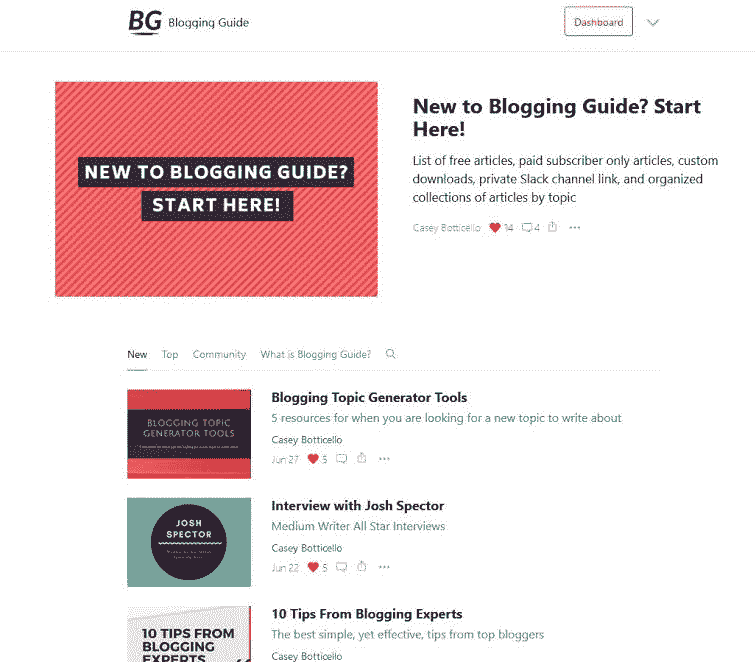 BG Blogging Guide
Dashboard
NEW TO BLOGGING GUIDE?
START HERE!
New to Blogging Guide? Start
Here!
List of free articles, paid subscriber only articles, custom
downloads, private Slack channel link, and organized
collections of articles by topic
Casey Botticello 14 4
New Top Community What is Blogging Guide?
BLOGGING TOPIC
GENERATOR TOOLS
Blogging Topic Generator Tools
5 resources for when you are looking for a new topic to write about
Casey Botticello
Jun 27 5
JOSH
SPECTOR
Interview with Josh Spector
Medium Writer All Star Interviews
Casey Botticello
Jun 22 5
10 TIPS FROM
BLOGGING
EXPERTS
10 Tips From Blogging Experts
The best simple, yet effective, tips from top bloggers
Casey Botticello